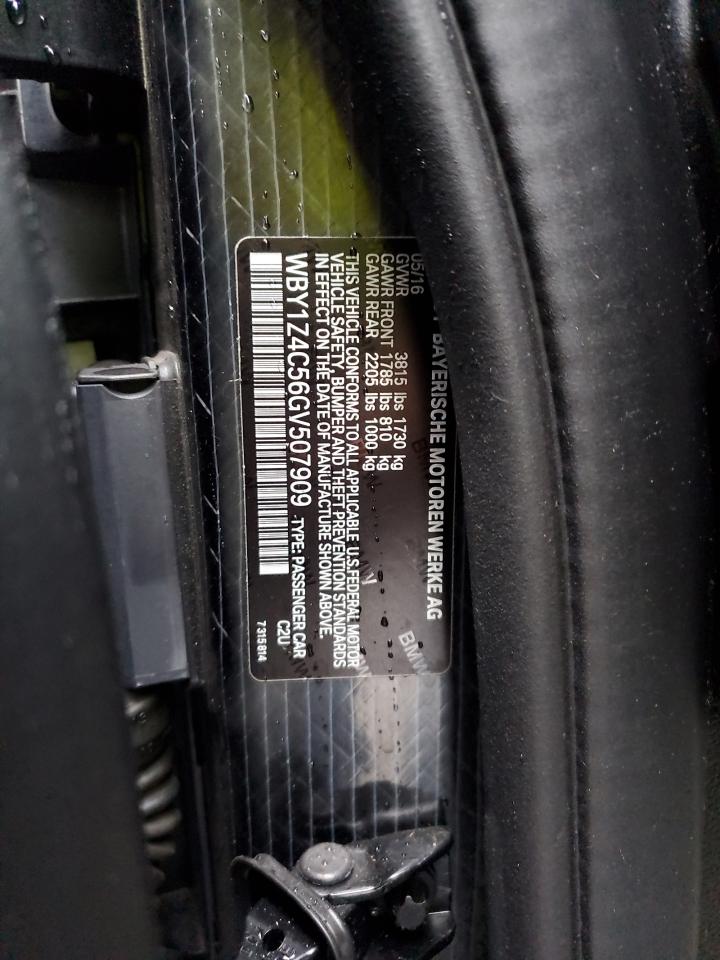 BAYERISCHE MOTOREN WERKE AG
05/16
GVWR 3815 lbs 1730 kg
GAWR FRONT 1785 lbs 810 kg
GAWR REAR 2205 lbs 1000 kg
THIS VEHICLE CONFORMS TO ALL APPLICABLE U.S.FEDERAL MOTOR
VEHICLE SAFETY, BUMPER AND THEFT PREVENTION STANDARDS
IN EFFECT ON THE DATE OF MANUFACTURE SHOWN ABOVE.
WBY1Z4C56GV507909 -TYPE: PASSENGER CAR
C2U
7315814
BMW